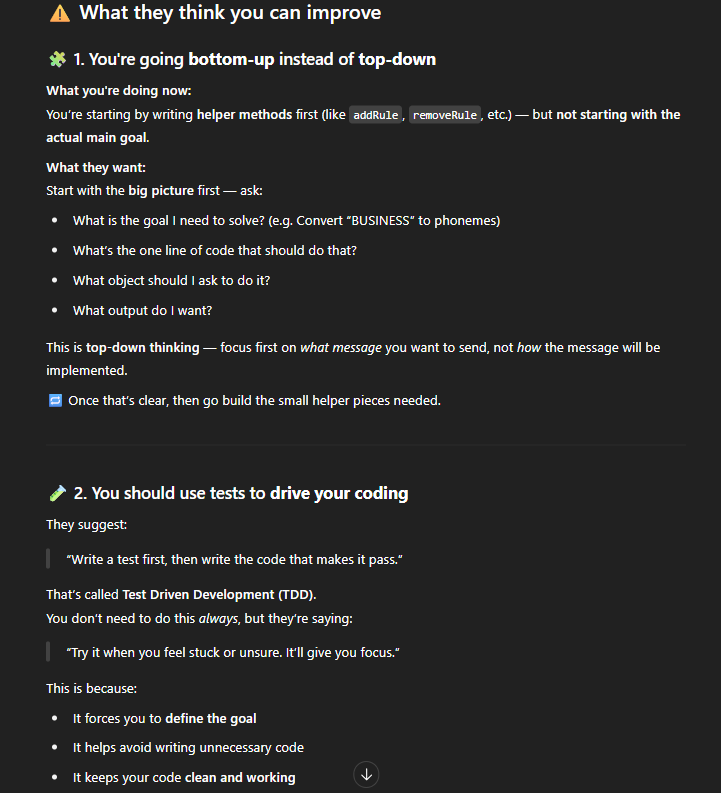 ⚠️ What they think you can improve
🧩 1. You're going bottom-up instead of top-down
What you're doing now:
You're starting by writing helper methods first (like addRule, removeRule, etc.) — but not starting with the
actual main goal.
What they want:
Start with the big picture first — ask:
• What is the goal I need to solve? (e.g. Convert "BUSINESS" to phonemes)
• What's the one line of code that should do that?
• What object should I ask to do it?
• What output do I want?
This is top-down thinking — focus first on what message you want to send, not how the message will be
implemented.
🔁 Once that's clear, then go build the small helper pieces needed.
🧪 2. You should use tests to drive your coding
They suggest:
"Write a test first, then write the code that makes it pass."
That's called Test Driven Development (TDD).
You don't need to do this always, but they're saying:
"Try it when you feel stuck or unsure. It'll give you focus."
This is because:
• It forces you to define the goal
• It helps avoid writing unnecessary code
• It keeps your code clean and working